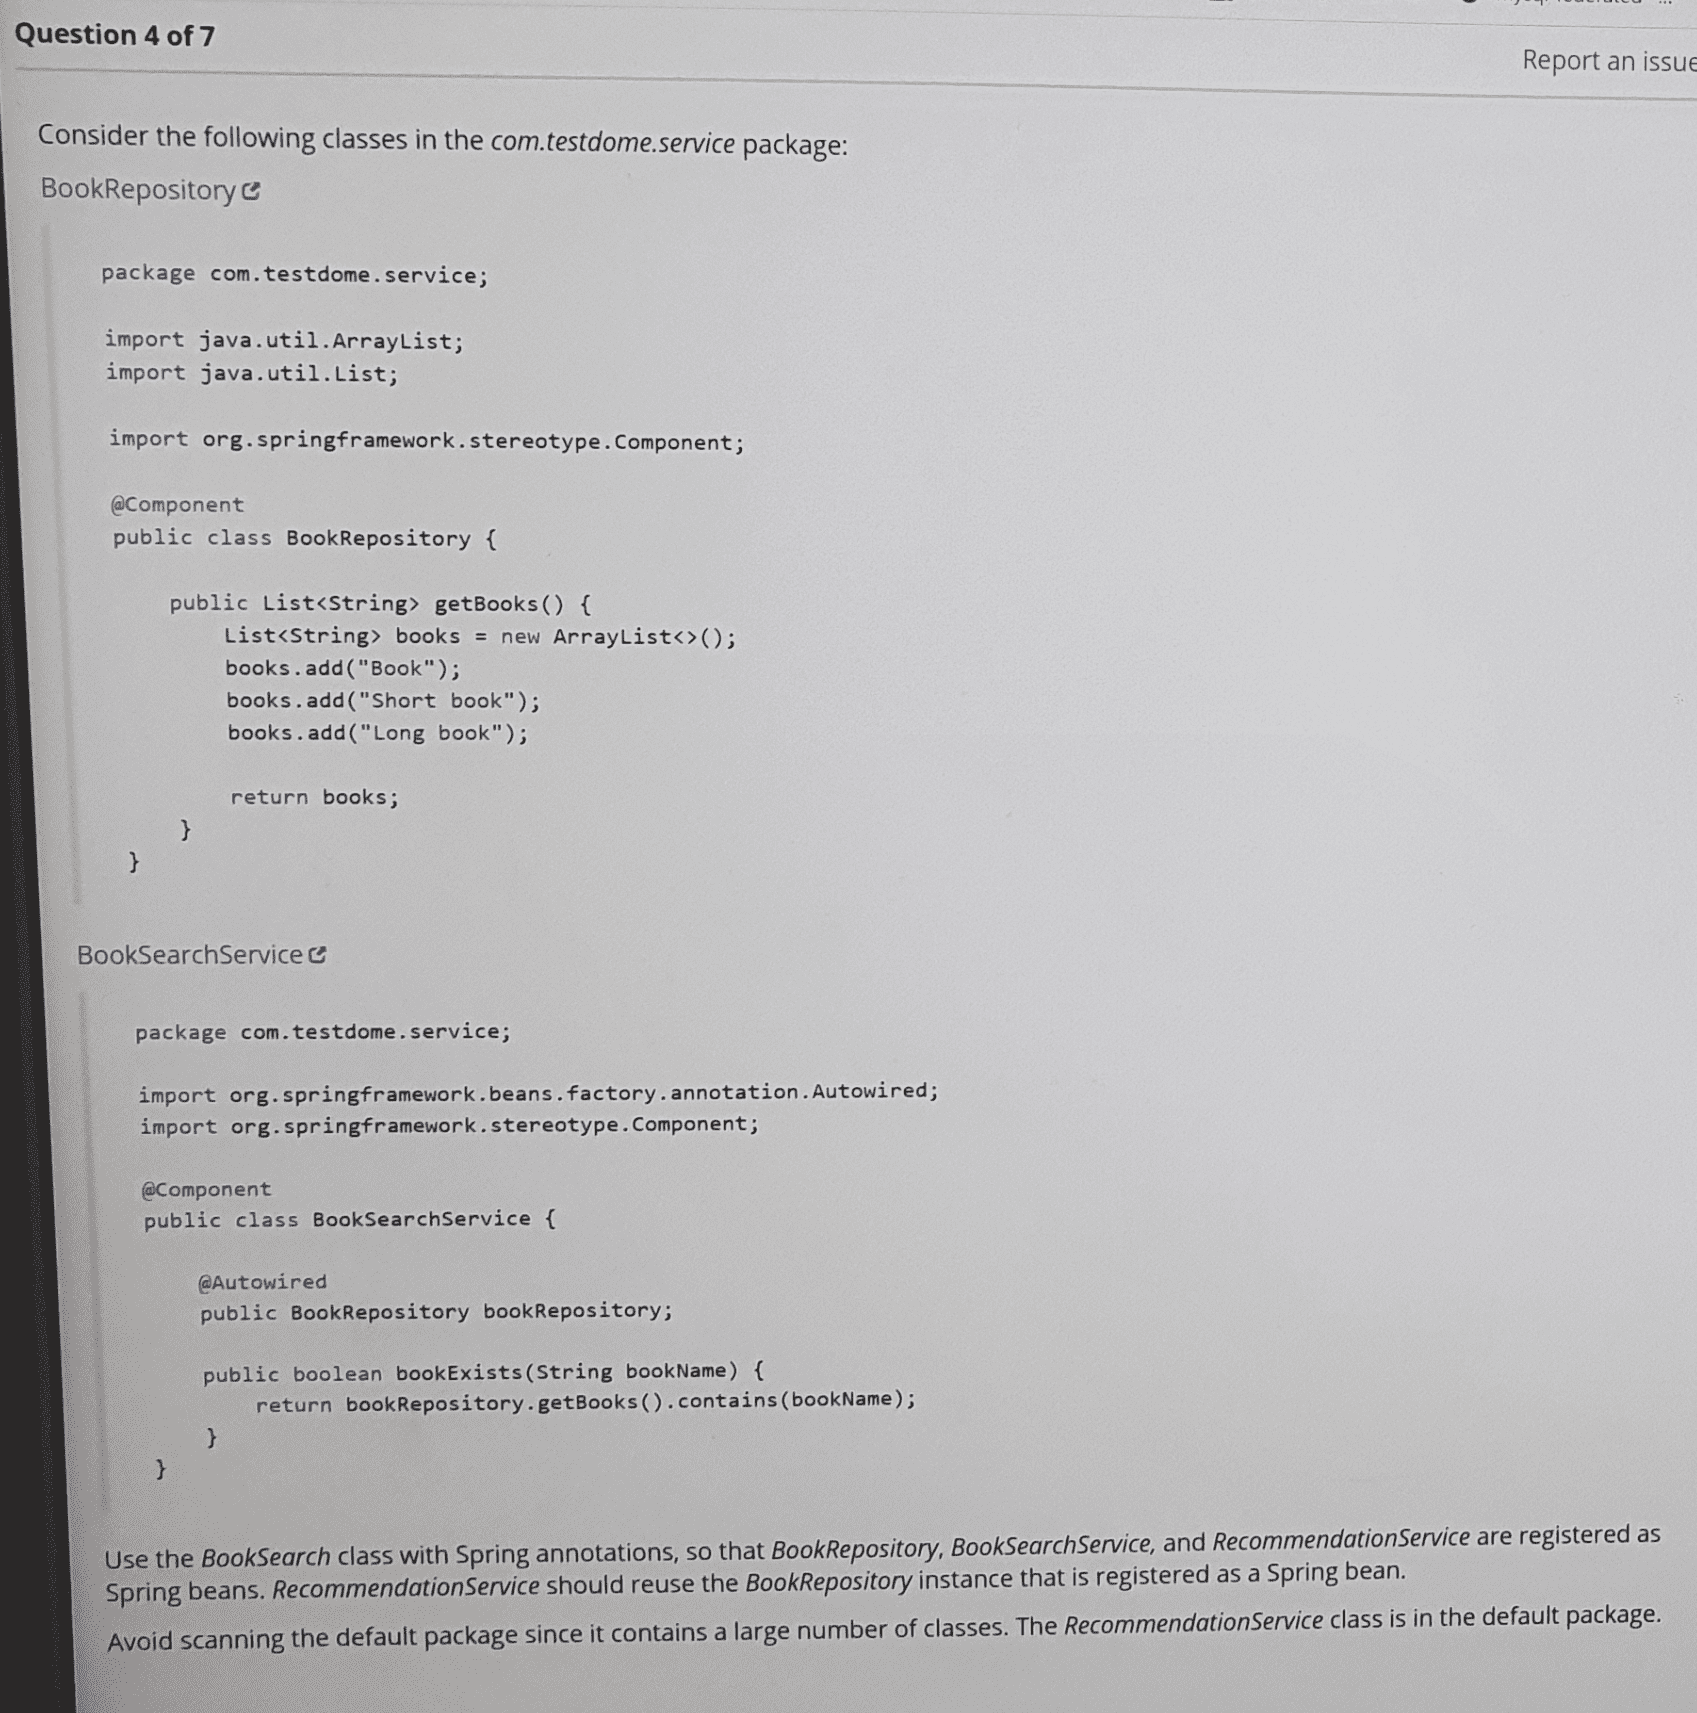 Question 4 of 7
Report an issue
Consider the following classes in the com.testdome.service package:
BookRepository
package com.testdome.service;
import java.util.ArrayList;
import java.util.List;
import org.springframework.stereotype.Component;
@Component
public class BookRepository {
public List<String> getBooks() {
List<String> books = new ArrayList<>();
books.add("Book");
books.add("Short book");
books.add("Long book");
return books;
}
}
BookSearchService
package com.testdome.service;
import org.springframework.beans.factory.annotation.Autowired;
import org.springframework.stereotype.Component;
@Component
public class BookSearchService {
@Autowired
public BookRepository bookRepository;
public boolean bookExists(String bookName) {
return bookRepository.getBooks().contains(bookName);
}
}
Use the BookSearch class with Spring annotations, so that BookRepository, BookSearchService, and RecommendationService are registered as
Spring beans. RecommendationService should reuse the BookRepository instance that is registered as a Spring bean.
Avoid scanning the default package since it contains a large number of classes. The RecommendationService class is in the default package.